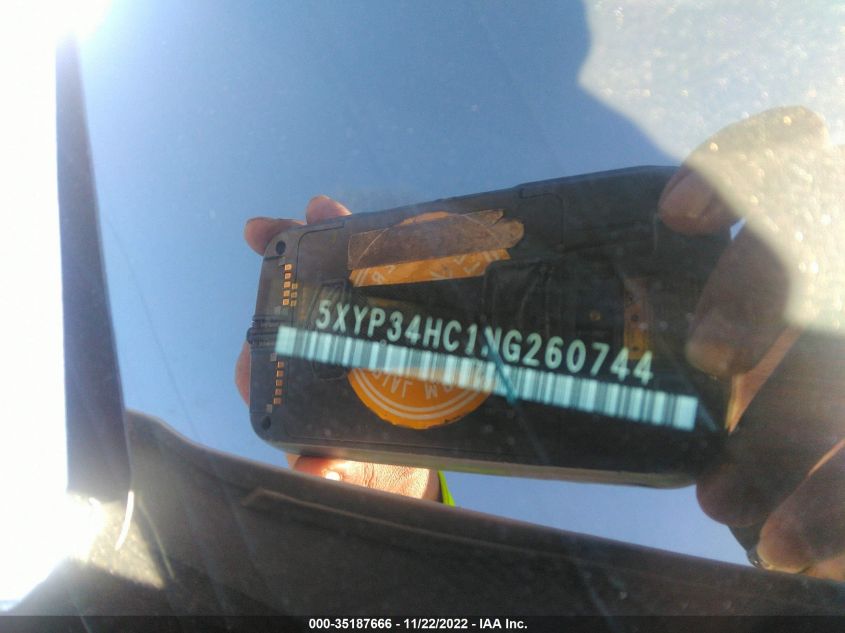 5XYP34HC1NG260744
000-35187666 - 11/22/2022 - IAA Inc.